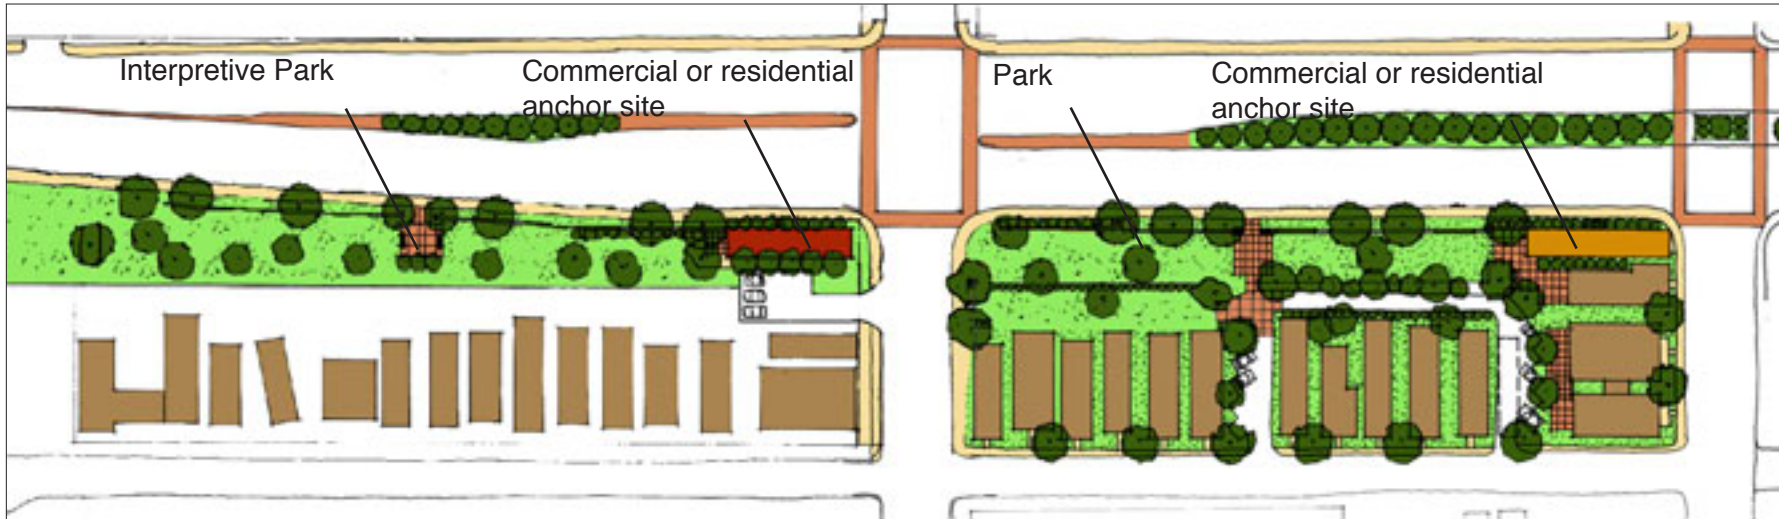 Interpretive Park
Commercial or residential
anchor site
Park
Commercial or residential
anchor site